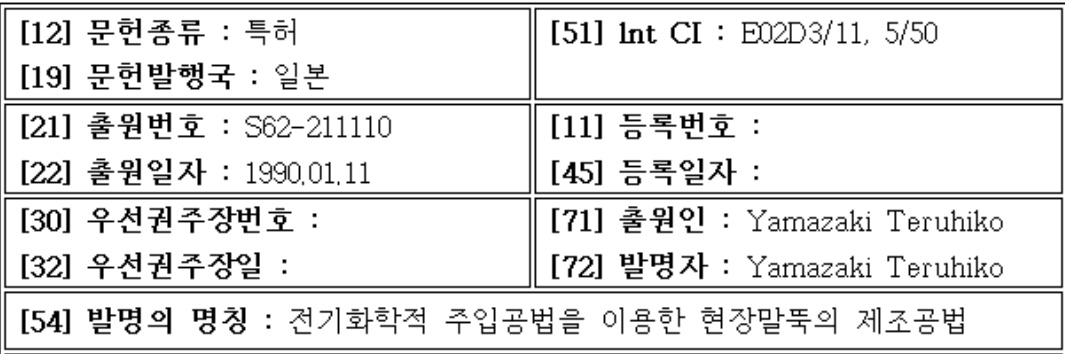 [12] 문헌종류 : 특허
[19] 문헌발행국 : 일본
[51] Int CI : E02D3/11, 5/50
[21] 출원번호 : S62-211110
[22] 출원일자 : 1990.01.11
[11] 등록번호 :
[45] 등록일자 :
[30] 우선권주장번호 :
[32] 우선권주장일 :
[71] 출원인 : Yamazaki Teruhiko
[72] 발명자 : Yamazaki Teruhiko
[54] 발명의 명칭 : 전기화학적 주입공법을 이용한 현장말뚝의 제조공법